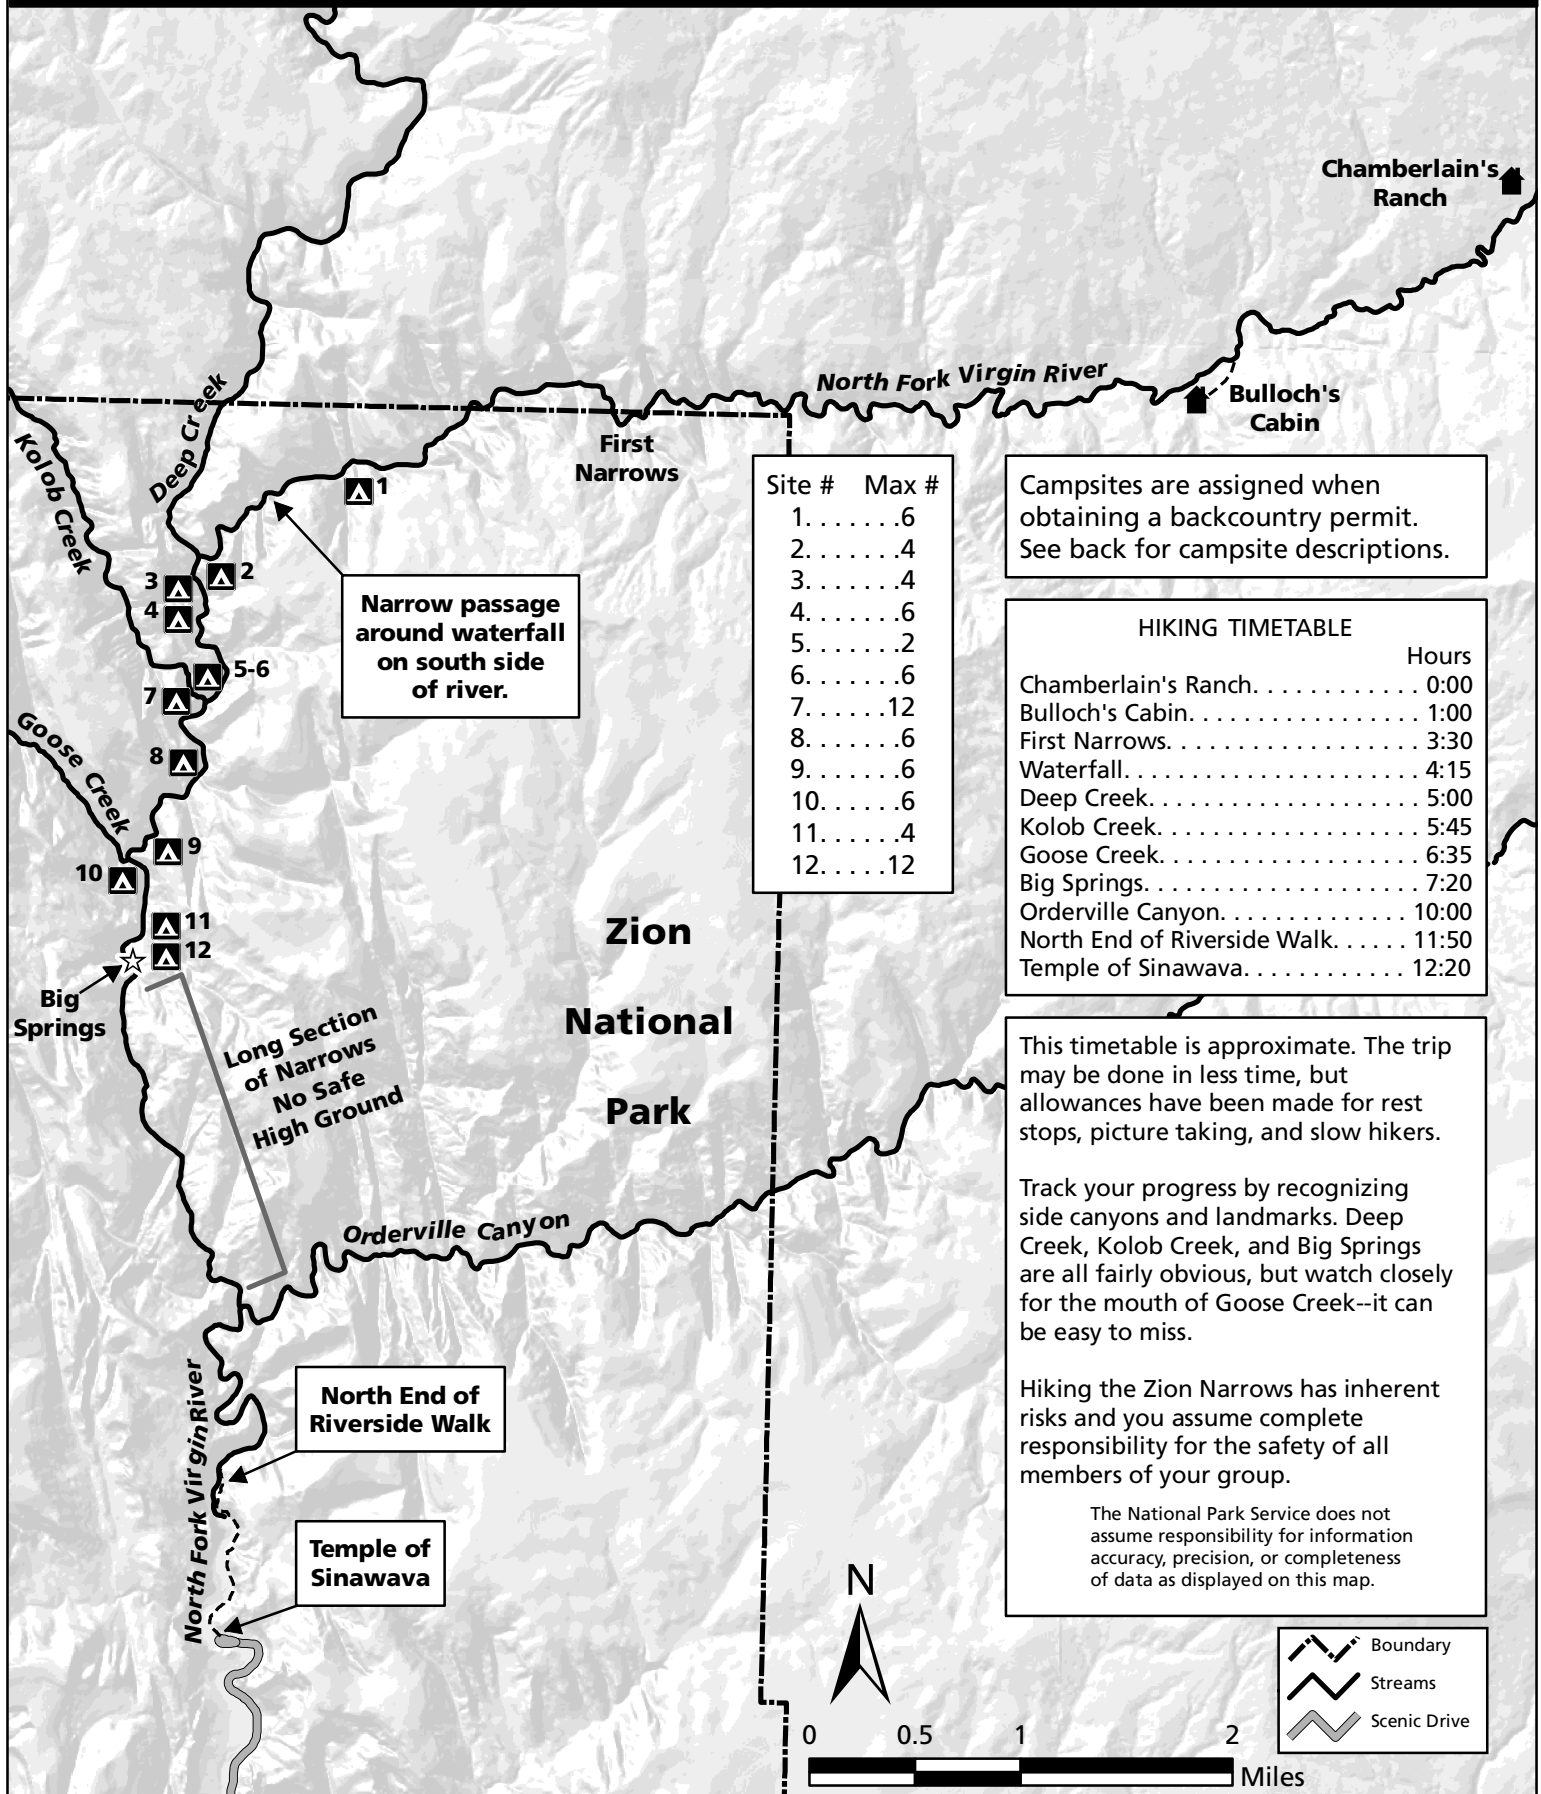 Chamberlain's
Ranch
North Fork Virgin River
Bulloch's
Cabin
Deep Creek
Kolob Creek
First
Narrows
1
2
3
4
5-6
7
8
9
10
11
12
Narrow passage
around waterfall
on south side
of river.
Goose Creek
Big
Springs
Long Section
of Narrows
No Safe
High Ground
Zion
National
Park
Orderville Canyon
North Fork Virgin River
North End of
Riverside Walk
Temple of
Sinawava
Site # Max #
1. . . . . . .6
2. . . . . . .4
3. . . . . . .4
4. . . . . . .6
5. . . . . . .2
6. . . . . . .6
7. . . . . .12
8. . . . . . .6
9. . . . . . .6
10. . . . . .6
11. . . . . .4
12. . . . .12
Campsites are assigned when
obtaining a backcountry permit.
See back for campsite descriptions.
HIKING TIMETABLE
Hours
Chamberlain's Ranch. . . . . . . . . . . . 0:00
Bulloch's Cabin. . . . . . . . . . . . . . . . . 1:00
First Narrows. . . . . . . . . . . . . . . . . . 3:30
Waterfall. . . . . . . . . . . . . . . . . . . . . 4:15
Deep Creek. . . . . . . . . . . . . . . . . . . 5:00
Kolob Creek. . . . . . . . . . . . . . . . . . . 5:45
Goose Creek. . . . . . . . . . . . . . . . . . 6:35
Big Springs. . . . . . . . . . . . . . . . . . . . 7:20
Orderville Canyon. . . . . . . . . . . . . 10:00
North End of Riverside Walk. . . . . . 11:50
Temple of Sinawava. . . . . . . . . . . . 12:20
This timetable is approximate. The trip
may be done in less time, but
allowances have been made for rest
stops, picture taking, and slow hikers.
Track your progress by recognizing
side canyons and landmarks. Deep
Creek, Kolob Creek, and Big Springs
are all fairly obvious, but watch closely
for the mouth of Goose Creek--it can
be easy to miss.
Hiking the Zion Narrows has inherent
risks and you assume complete
responsibility for the safety of all
members of your group.
The National Park Service does not
assume responsibility for information
accuracy, precision, or completeness
of data as displayed on this map.
N
0 0.5 1 2
Miles
Boundary
Streams
Scenic Drive